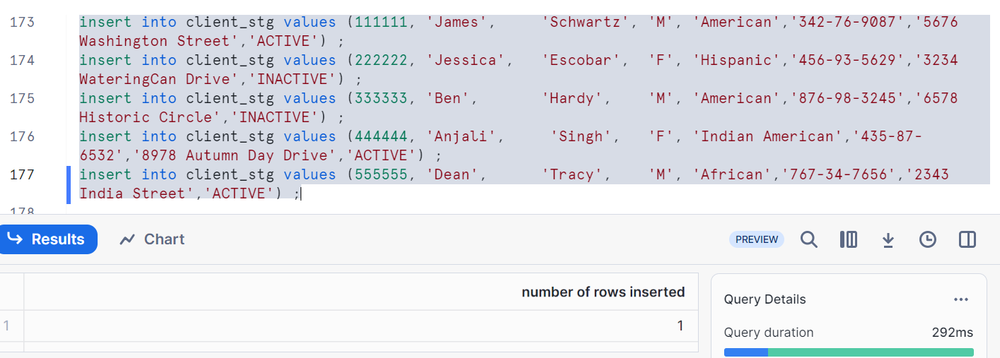 173 insert into client_stg values (111111, 'James', 'Schwartz', 'M', 'American','342-76-9087','5676
Washington Street','ACTIVE') ;
174 insert into client_stg values (222222, 'Jessica', 'Escobar', 'F', 'Hispanic','456-93-5629','3234
WateringCan Drive','INACTIVE') ;
175 insert into client_stg values (333333, 'Ben', 'Hardy', 'M', 'American','876-98-3245','6578
Historic Circle','INACTIVE') ;
176 insert into client_stg values (444444, 'Anjali', 'Singh', 'F', 'Indian American','435-87-
6532','8978 Autumn Day Drive','ACTIVE') ;
177 insert into client_stg values (555555, 'Dean', 'Tracy', 'M', 'African','767-34-7656','2343
India Street','ACTIVE') ;
178
Results Chart PREVIEW
number of rows inserted
1 1
Query Details
Query duration 292ms